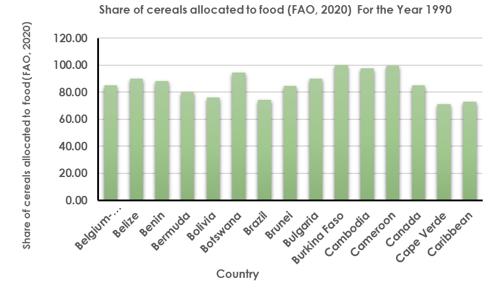 Share of cereals allocated to food (FAO, 2020) For the Year 1990
Share of cereals allocated to food (FAO, 2020)
120.00
100.00
80.00
60.00
40.00
20.00
0.00
Belgium-...
Belize
Benin
Bermuda
Bolivia
Botswana
Brazil
Brunei
Bulgaria
Burkina Faso
Cambodia
Cameroon
Canada
Cape Verde
Caribbean
Country